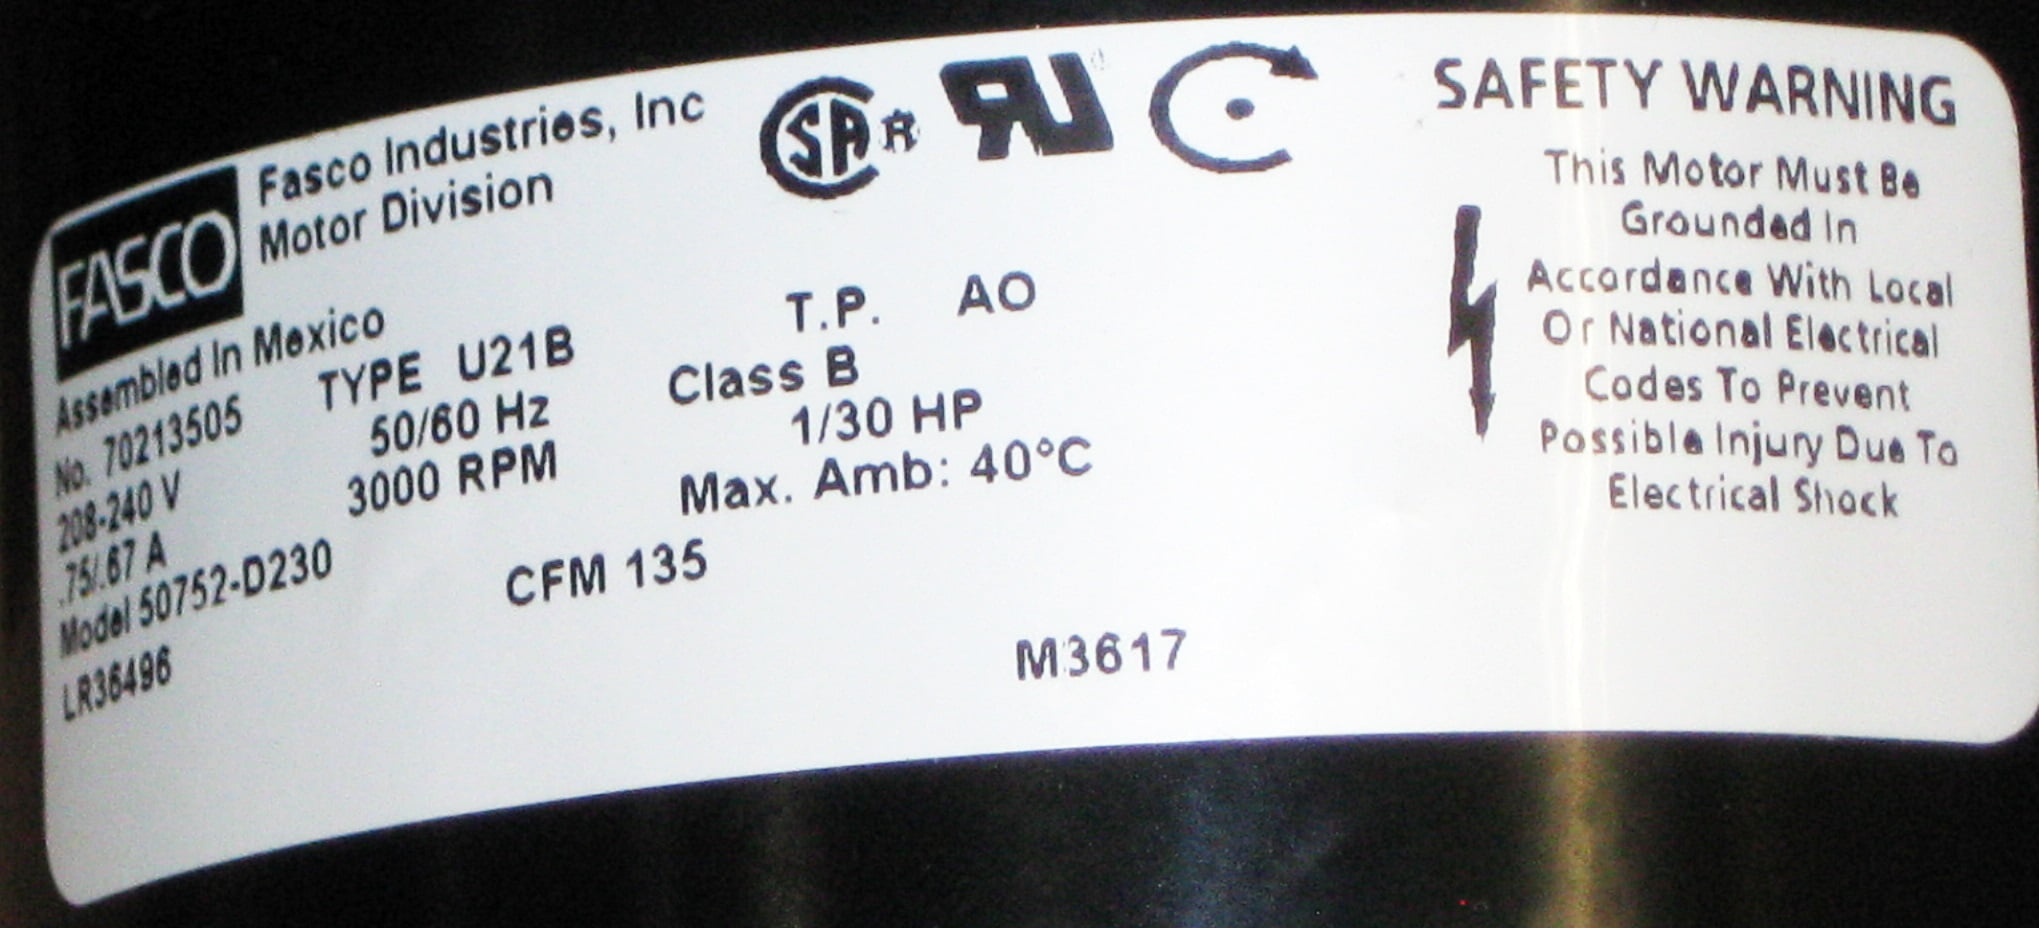 FASCO
Fasco Industries, Inc
Motor Division
Assembled In Mexico
No. 70213505
TYPE U21B
208-240 V
50/60 Hz
.75/.67 A
3000 RPM
Model 50752-D230
LR36496
CFM 135
SA R
RU
T.P. AO
Class B
1/30 HP
Max. Amb: 40°C
M3617
SAFETY WARNING
This Motor Must Be
Grounded In
Accordance With Local
Or National Electrical
Codes To Prevent
Possible Injury Due To
Electrical Shock